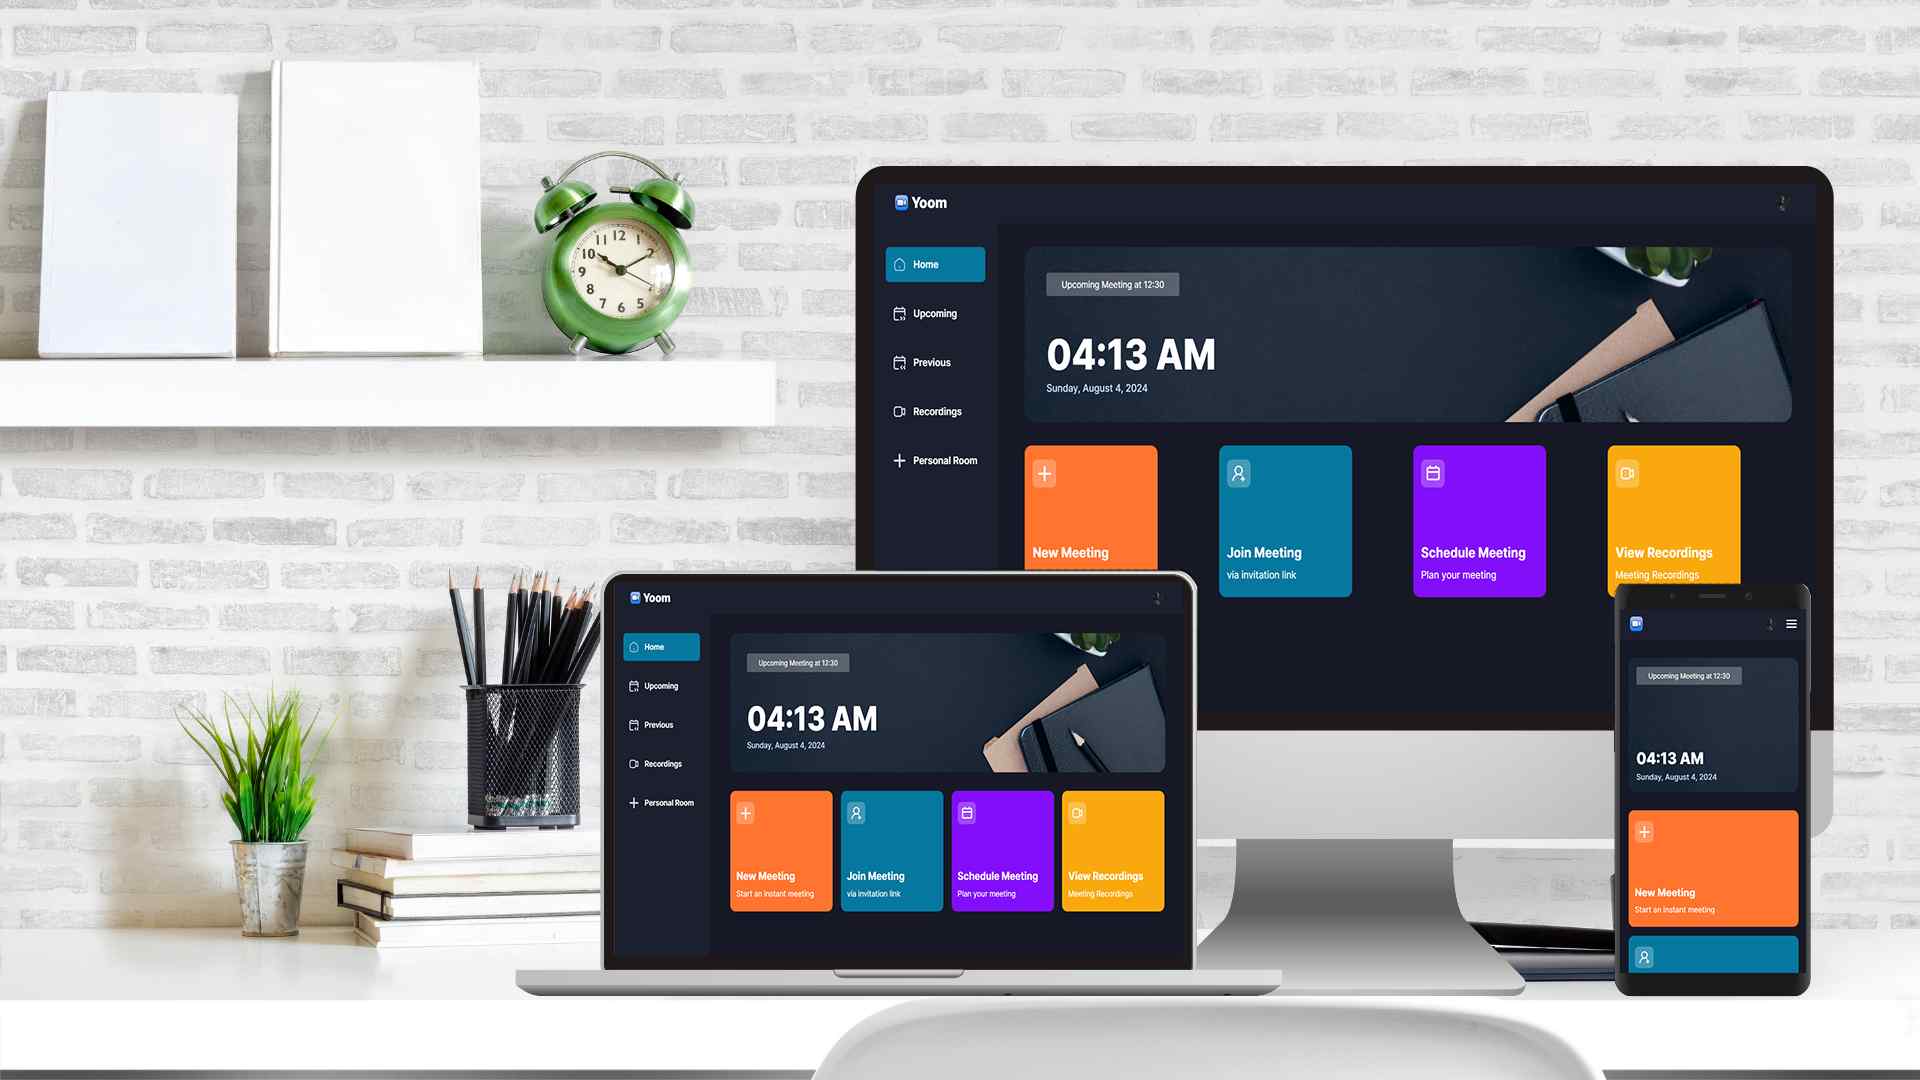 12
11
10
9
8
7
6
5
2
Yoom
Home
Upcoming
Previous
Recordings
Personal Room
Upcoming Meeting at 12:30
04:13 AM
Sunday, August 4, 2024
New Meeting
Join Meeting
via invitation link
Schedule Meeting
Plan your meeting
View Recordings
Meeting Recordings
Yoom
Home
Upcoming
Previous
Recordings
Personal Room
Upcoming Meeting at 12:30
04:13 AM
Sunday, August 4, 2024
New Meeting
Start an instant meeting
Join Meeting
via invitation link
Schedule Meeting
Plan your meeting
View Recordings
Meeting Recordings
Upcoming Meeting at 12:30
04:13 AM
Sunday, August 4, 2024
New Meeting
Start an instant meeting